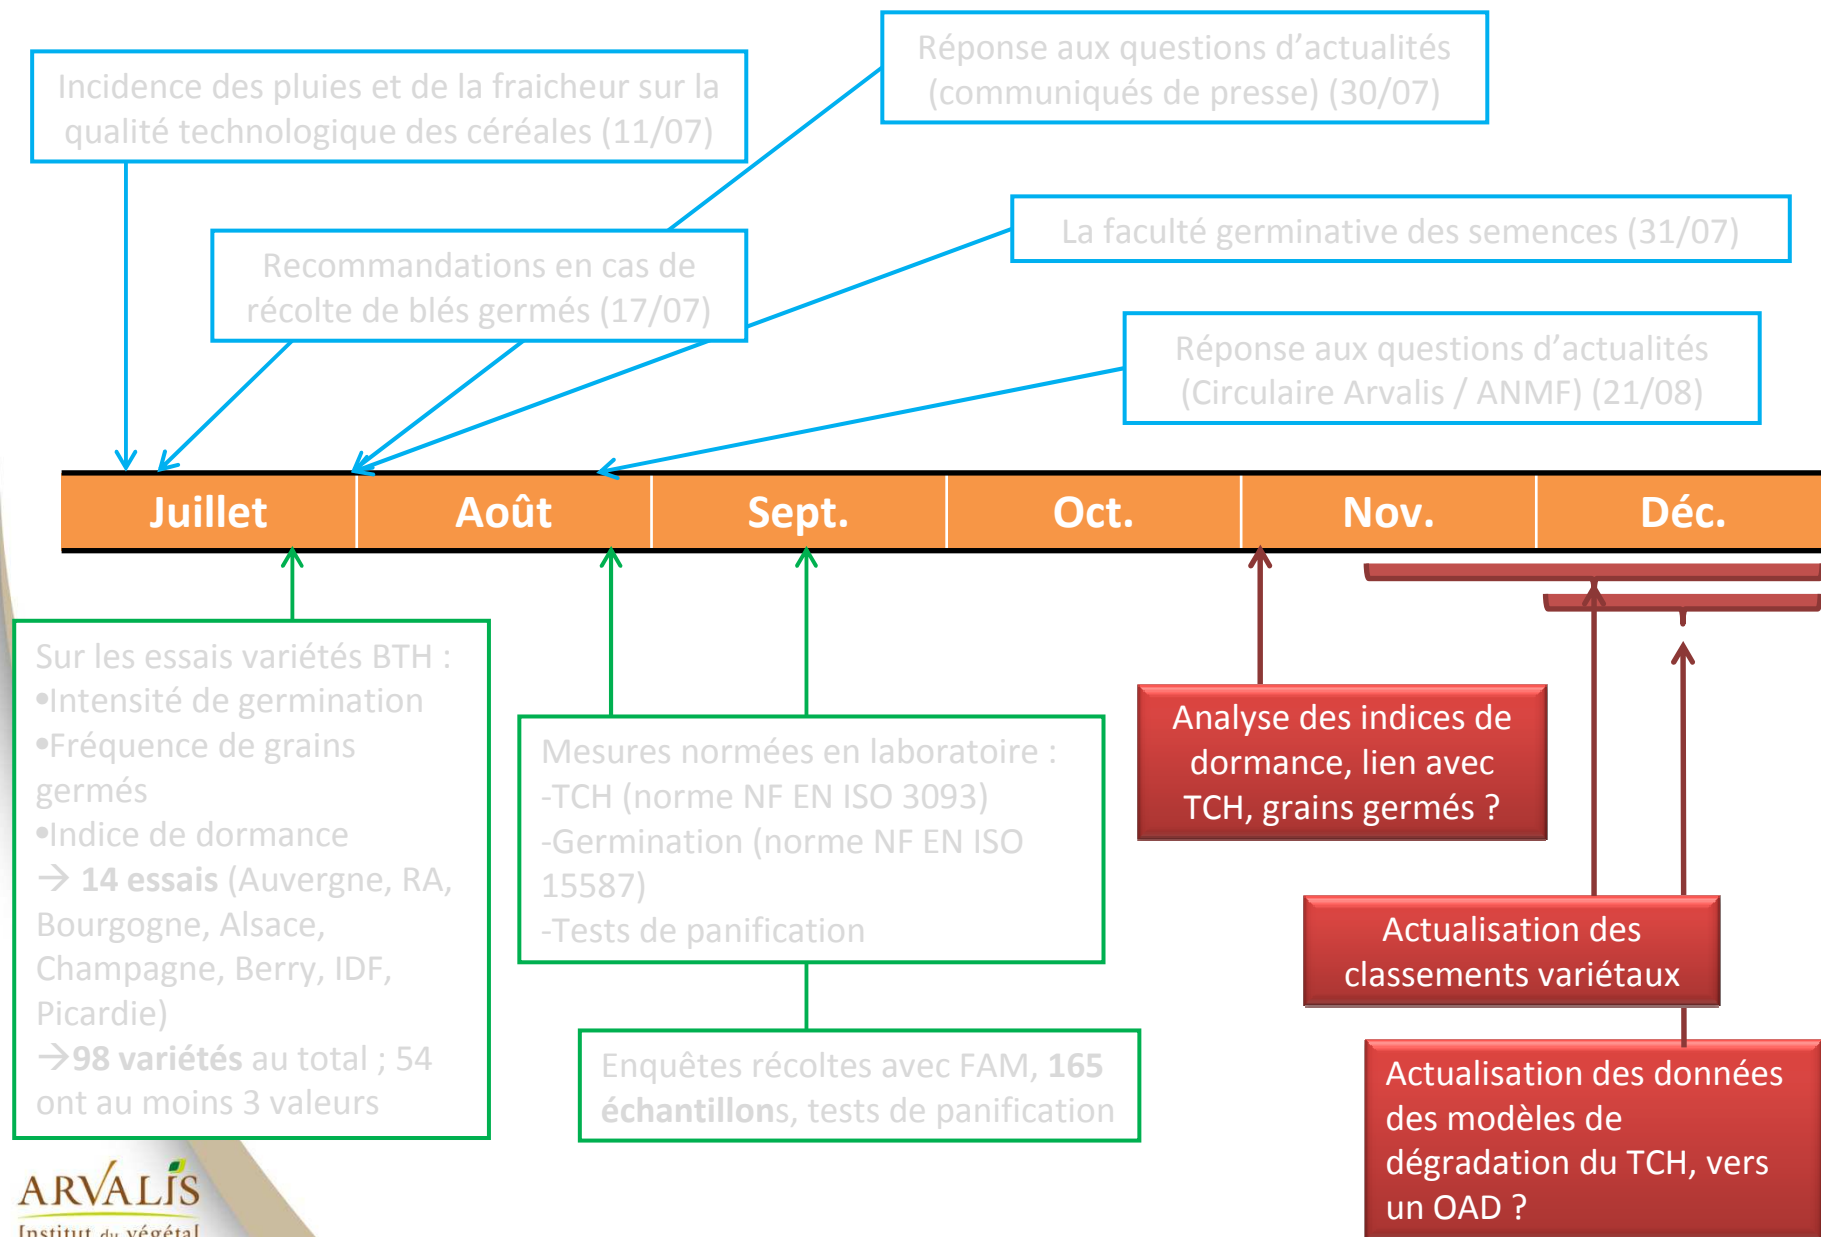 Incidence des pluies et de la fraicheur sur la
qualité technologique des céréales (11/07)
Réponse aux questions d'actualités
(communiqués de presse) (30/07)
Recommandations en cas de
récolte de blés germés (17/07)
La faculté germinative des semences (31/07)
Réponse aux questions d'actualités
(Circulaire Arvalis / ANMF) (21/08)
Juillet Août Sept. Oct. Nov. Déc.
Sur les essais variétés BTH :
•Intensité de germination
•Fréquence de grains
germés
•Indice de dormance
→ 14 essais (Auvergne, RA,
Bourgogne, Alsace,
Champagne, Berry, IDF,
Picardie)
→98 variétés au total ; 54
ont au moins 3 valeurs
Mesures normées en laboratoire :
-TCH (norme NF EN ISO 3093)
-Germination (norme NF EN ISO
15587)
-Tests de panification
Enquêtes récoltes avec FAM, 165
échantillons, tests de panification
Analyse des indices de
dormance, lien avec
TCH, grains germés ?
Actualisation des
classements variétaux
Actualisation des données
des modèles de
dégradation du TCH, vers
un OAD ?
ARVALIS
Institut du végétal